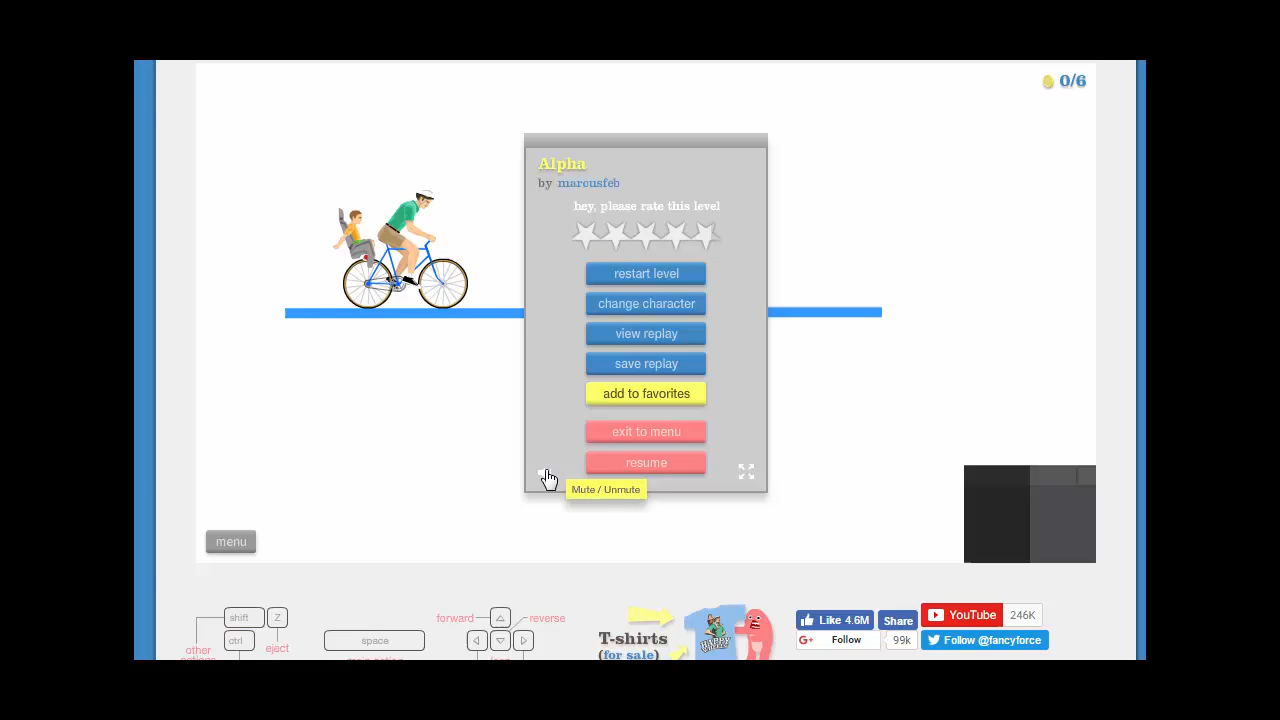 0/6
Alpha
by marcusfeb
hey, please rate this level
restart level
change character
view replay
save replay
add to favorites
exit to menu
resume
Mute / Unmute
menu
shift
Z
ctrl
eject
other
space
forward
reverse
T-shirts
(for sale)
HAPPY
Like 4.6M
Share
YouTube
246K
G+
Follow
99k
Follow @fancyforce